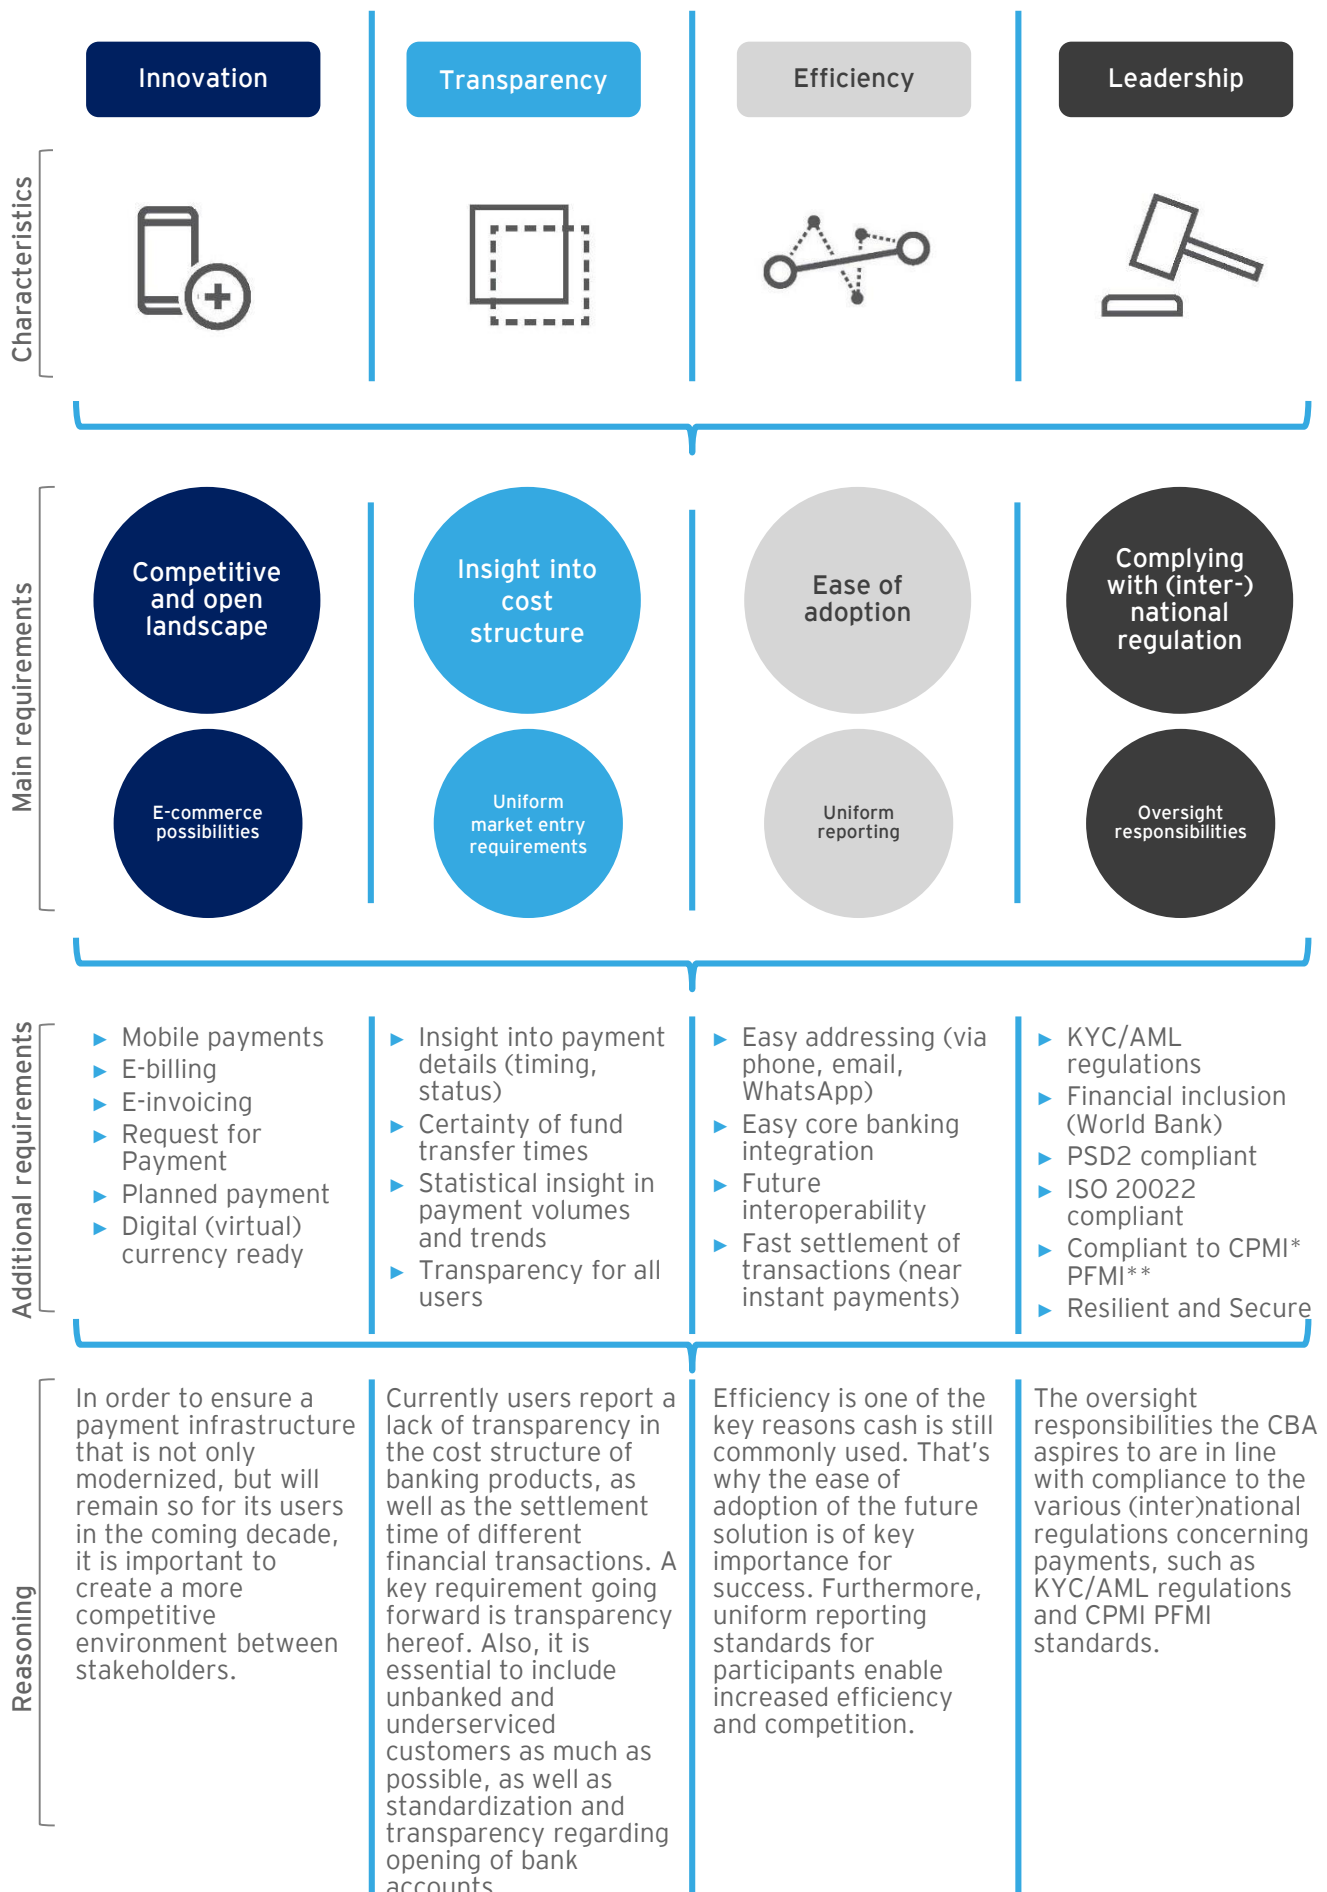 Innovation
Transparency
Efficiency
Leadership
Characteristics
Main requirements
Competitive
and open
landscape
Insight into
cost
structure
Ease of
adoption
Complying
with (inter-)
national
regulation
E-commerce
possibilities
Uniform
market entry
requirements
Uniform
reporting
Oversight
responsibilities
Additional requirements
► Mobile payments
► E-billing
► E-invoicing
► Request for
Payment
► Planned payment
► Digital (virtual)
currency ready
► Insight into payment
details (timing,
status)
► Certainty of fund
transfer times
► Statistical insight in
payment volumes
and trends
► Transparency for all
users
► Easy addressing (via
phone, email,
WhatsApp)
► Easy core banking
integration
► Future
interoperability
► Fast settlement of
transactions (near
instant payments)
► KYC/AML
regulations
► Financial inclusion
(World Bank)
► PSD2 compliant
► ISO 20022
compliant
► Compliant to CPMI*
PFMI**
► Resilient and Secure
Reasoning
In order to ensure a
payment infrastructure
that is not only
modernized, but will
remain so for its users
in the coming decade,
it is important to
create a more
competitive
environment between
stakeholders.
Currently users report a
lack of transparency in
the cost structure of
banking products, as
well as the settlement
time of different
financial transactions. A
key requirement going
forward is transparency
hereof. Also, it is
essential to include
unbanked and
underserviced
customers as much as
possible, as well as
standardization and
transparency regarding
opening of bank
accounts
Efficiency is one of the
key reasons cash is still
commonly used. That's
why the ease of
adoption of the future
solution is of key
importance for
success. Furthermore,
uniform reporting
standards for
participants enable
increased efficiency
and competition.
The oversight
responsibilities the CBA
aspires to are in line
with compliance to the
various (inter)national
regulations concerning
payments, such as
KYC/AML regulations
and CPMI PFMI
standards.